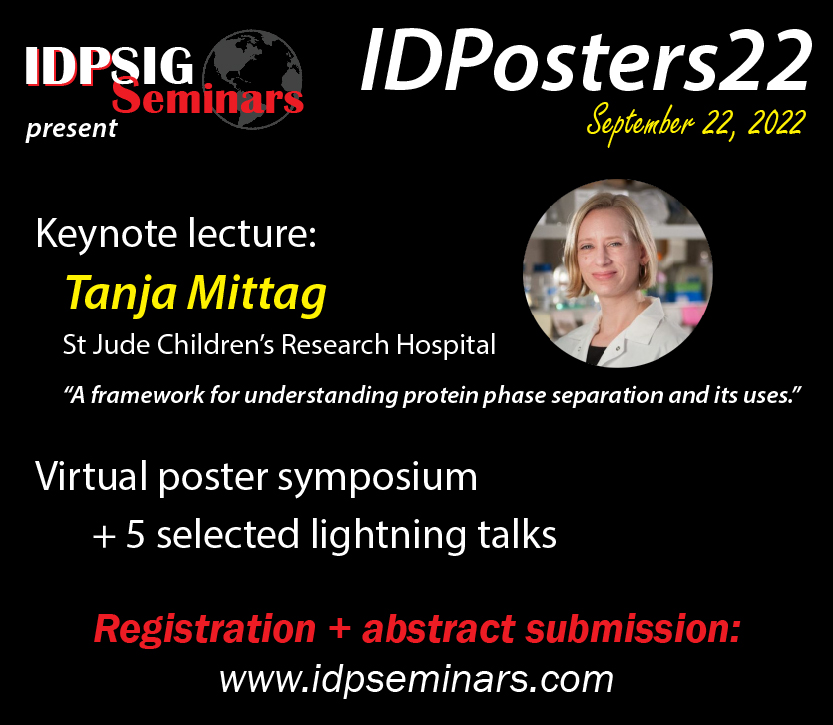 IDPSIG
Seminars
present
IDPosters22
September 22, 2022
Keynote lecture:
Tanja Mittag
St Jude Children’s Research Hospital
“A framework for understanding protein phase separation and its uses.”
Virtual poster symposium
+ 5 selected lightning talks
Registration + abstract submission:
www.idpseminars.com